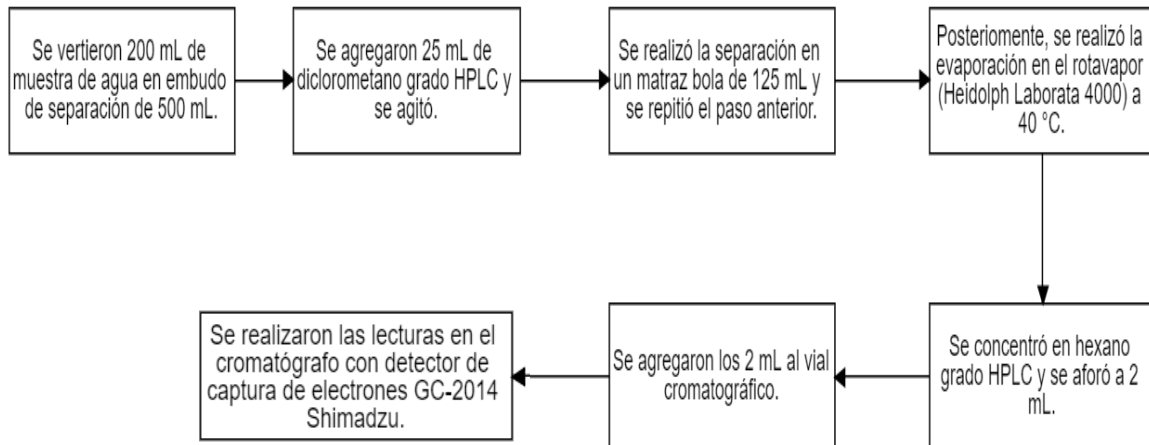 Se vertieron 200 mL de
muestra de agua en embudo
de separación de 500 mL.
Se agregaron 25 mL de
diclorometano grado HPLC y
se agitó.
Se realizó la separación en
un matraz bola de 125 mL y
se repitió el paso anterior.
Posteriomente, se realizó la
evaporación en el rotavapor
(Heidolph Laborata 4000) a
40 °C.
Se concentró en hexano
grado HPLC y se aforó a 2
mL.
Se agregaron los 2 mL al vial
cromatográfico.
Se realizaron las lecturas en el
cromatógrafo con detector de
captura de electrones GC-2014
Shimadzu.